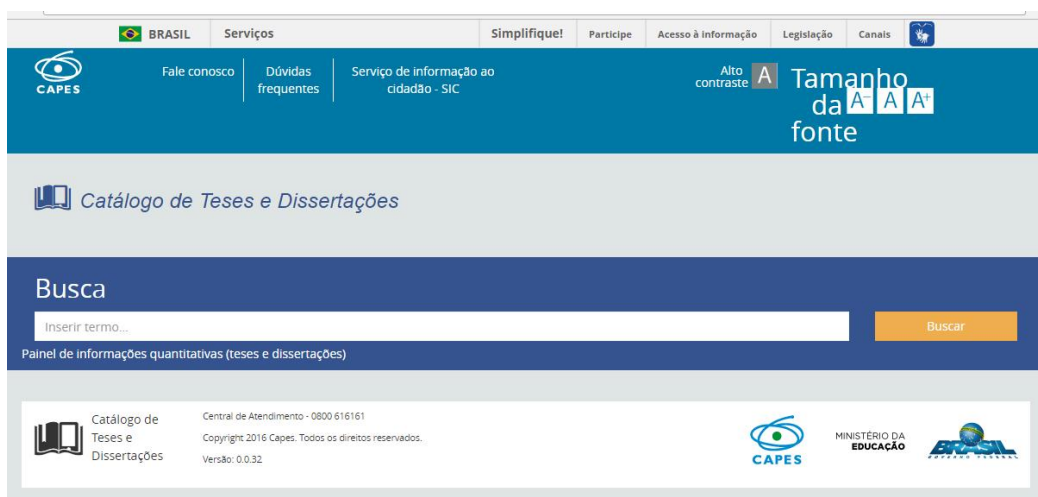 BRASIL Serviços Simplifique! Participe Acesso à informação Legislação Canais
CAPES
Fale conosco
Dúvidas
frequentes
Serviço de informação ao
cidadão - SIC
Alto
contraste A
Tamanho
da A- A A+
fonte
Catálogo de Teses e Dissertações
Busca
Inserir termo...
Buscar
Painel de informações quantitativas (teses e dissertações)
Catálogo de
Teses e
Dissertações
Central de Atendimento - 0800 616161
Copyright 2016 Capes. Todos os direitos reservados.
Versão: 0.0.32
CAPES
MINISTÉRIO DA
EDUCAÇÃO
BRASIL
GOVERNO FEDERAL